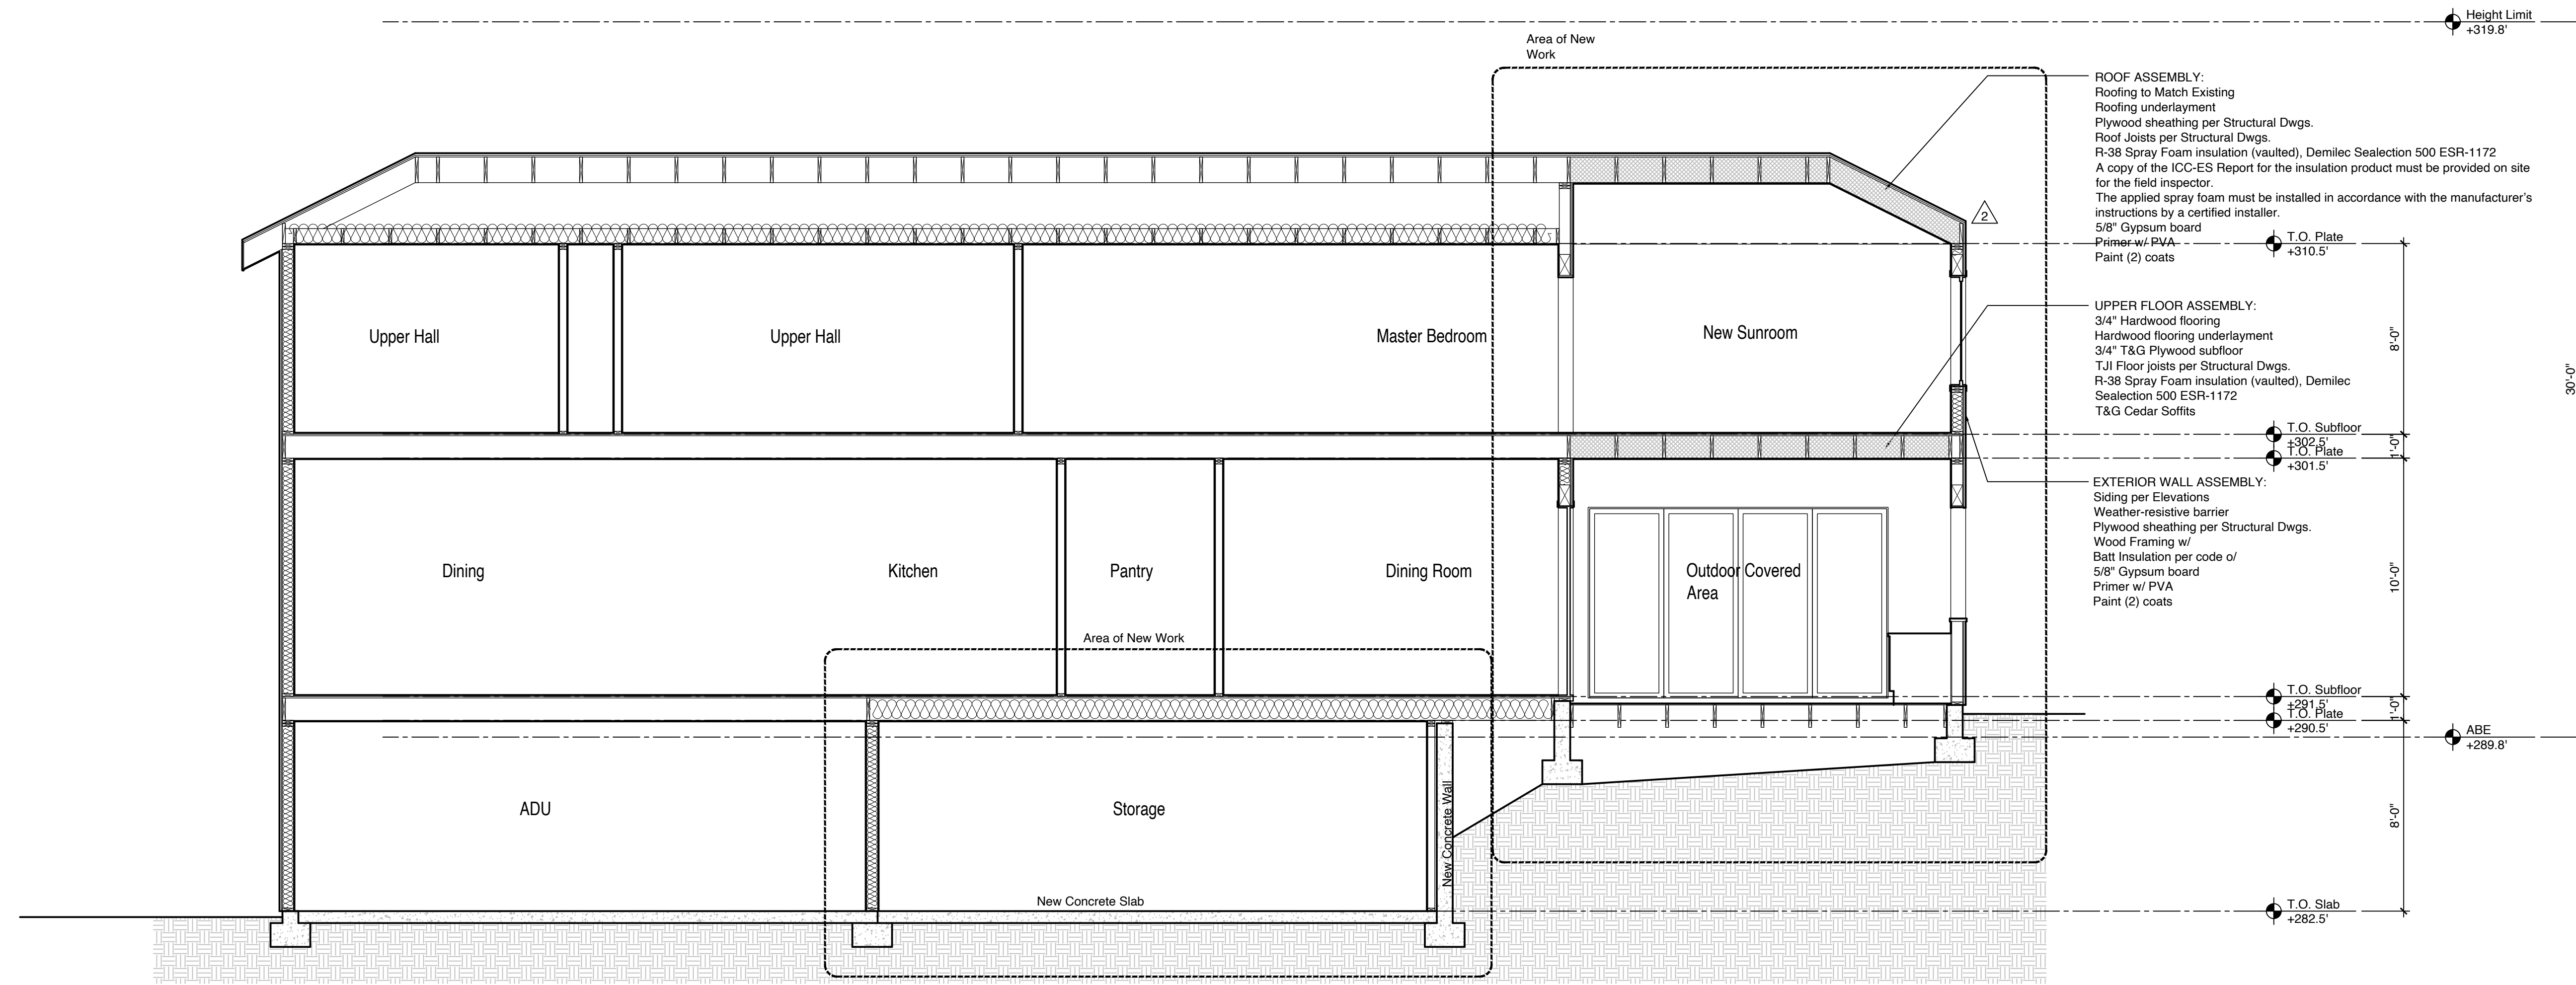 Height Limit
+319.8'
Area of New
Work
ROOF ASSEMBLY:
Roofing to Match Existing
Roofing underlayment
Plywood sheathing per Structural Dwgs.
Roof Joists per Structural Dwgs.
R-38 Spray Foam insulation (vaulted), Demilec Sealection 500 ESR-1172
A copy of the ICC-ES Report for the insulation product must be provided on site
for the field inspector.
The applied spray foam must be installed in accordance with the manufacturer's
instructions by a certified installer.
5/8" Gypsum board
Primer w/ PVA
Paint (2) coats
2
T.O. Plate
+310.5'
UPPER FLOOR ASSEMBLY:
3/4" Hardwood flooring
Hardwood flooring underlayment
3/4" T&G Plywood subfloor
TJI Floor joists per Structural Dwgs.
R-38 Spray Foam insulation (vaulted), Demilec
Sealection 500 ESR-1172
T&G Cedar Soffits
Upper Hall
Upper Hall
Master Bedroom
New Sunroom
8'-0"
30'-0"
T.O. Subfloor
+302.5'
1'-0"
T.O. Plate
+301.5'
EXTERIOR WALL ASSEMBLY:
Siding per Elevations
Weather-resistive barrier
Plywood sheathing per Structural Dwgs.
Wood Framing w/
Batt Insulation per code o/
5/8" Gypsum board
Primer w/ PVA
Paint (2) coats
Dining
Kitchen
Pantry
Dining Room
Outdoor Covered
Area
10'-0"
Area of New Work
T.O. Subfloor
+291.5'
1'-0"
T.O. Plate
+290.5'
ABE
+289.8'
ADU
Storage
New Concrete Wall
8'-0"
New Concrete Slab
T.O. Slab
+282.5'